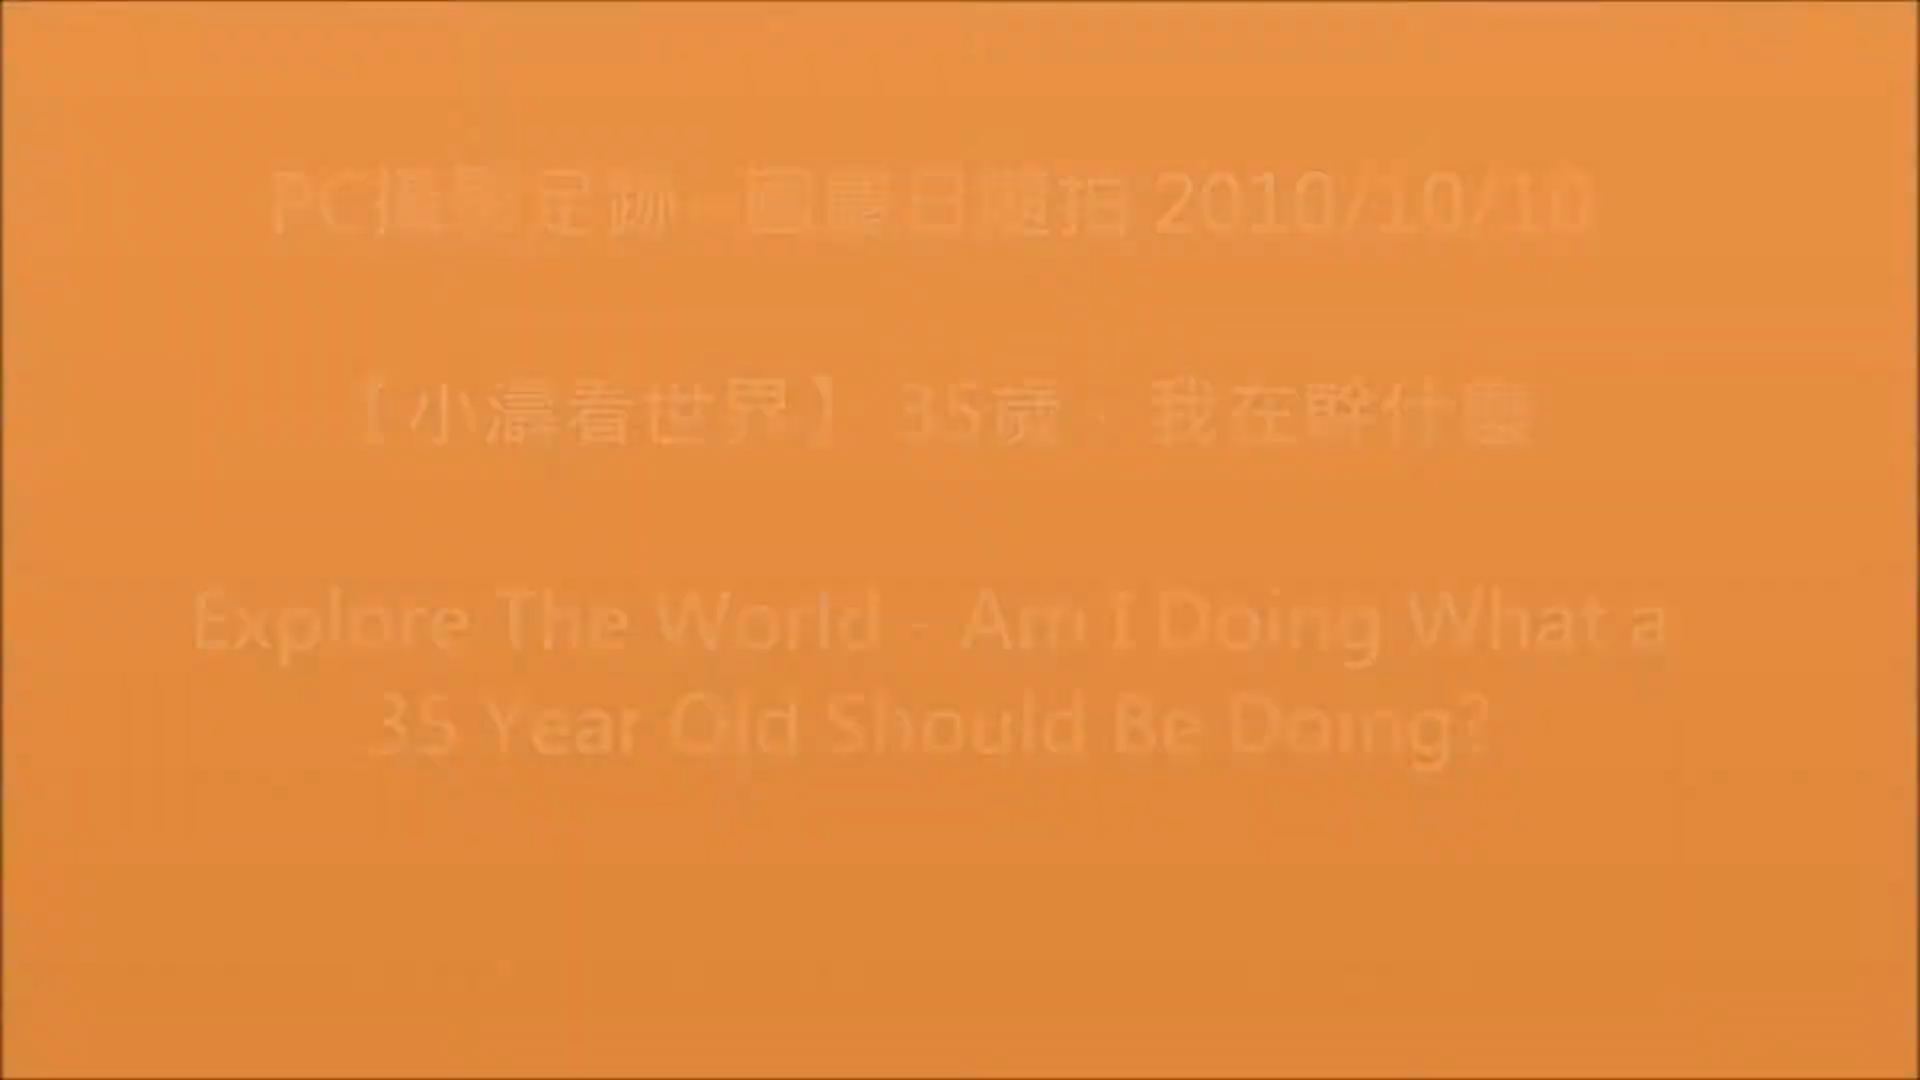 PC攝影足跡--國慶日隨拍 2010/10/10
【小濤看世界】 35歲，我在幹什麼
Explore The World - Am I Doing What a
35 Year Old Should Be Doing?